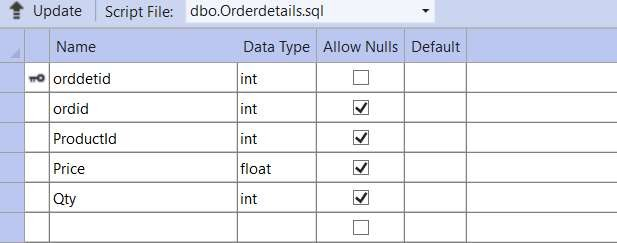 Update Script File: dbo.Orderdetails.sql
Name Data Type Allow Nulls Default
orddetid int
ordid int
ProductId int
Price float
Qty int